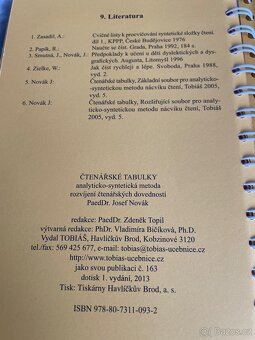 9. Literatura
1. Zasadil, A.: Cvičné listy k procvičování syntetické složky čtení
díl 1., KPPP, České Budějovice 1976
2. Papík, R.: Naučte se číst. Grada, Praha 1992, 184 s.
3. Smutná, J., Novák, J.: Předpoklady k učení u dětí dyslektických a dys-
grafických. Augusta, Litomyšl 1996
4. Zielke, W.: Jak číst rychleji a lépe. Svoboda, Praha 1988,
vyd. 2.
5. Novák J: Čtenářské tabulky, Základní soubor pro analyticko-
syntetickou metodu nácviku čtení, Tobiáš 2005,
vyd. 5.
6. Novák J: Čtenářské tabulky, Rozšiřující soubor pro analy-
ticko-syntetickou metodu nácviku čtení, Tobiáš
2005, vyd. 5.
ČTENÁŘSKÉ TABULKY
analyticko-syntetická metoda
rozvíjení čtenářských dovedností
PaedDr. Josef Novák
redakce: PaedDr. Zdeněk Topil
výtvarná redakce: PhDr. Vladimíra Bičíková, Ph.D.
Vydal TOBIÁŠ, Havlíčkův Brod, Kobzinové 3120
tel./fax: 569 425 677, e-mail: tobias@tobias-ucebnice.cz
http://www.tobias-ucebnice.cz
jako svou publikaci č. 163
dotisk 1. vydání, 2013
Tisk: Tiskárny Havlíčkův Brod, a. s.
ISBN 978-80-7311-093-2